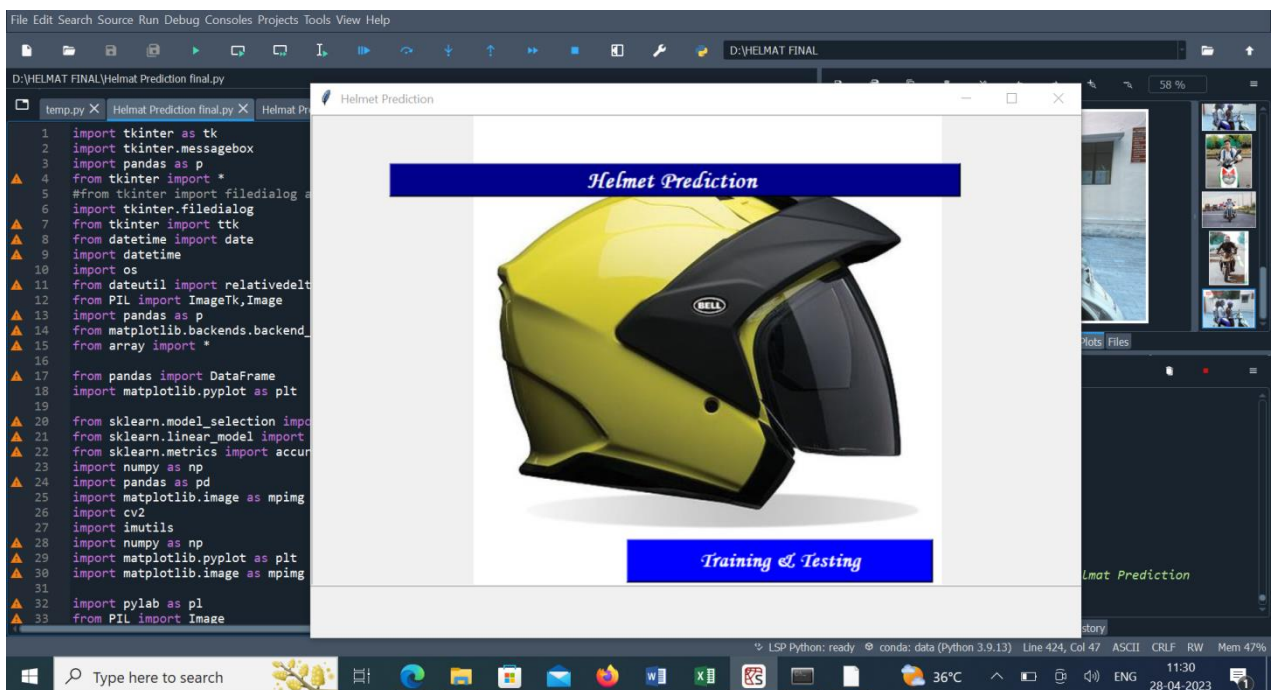 File Edit Search Source Run Debug Consoles Projects Tools View Help
D:\HELMAT FINAL
D:\HELMAT FINAL\Helmat Prediction final.py
58 %
temp.py X Helmat Prediction final.py X Helmat Pr
Helmet Prediction
Helmet Prediction
BELL
Training & Testing
1 import tkinter as tk
2 import tkinter.messagebox
3 import pandas as p
4 from tkinter import *
5 #from tkinter import filedialog a
6 import tkinter.filedialog
7 from tkinter import ttk
8 from datetime import date
9 import datetime
10 import os
11 from dateutil import relativedelt
12 from PIL import ImageTk,Image
13 import pandas as p
14 from matplotlib.backends.backend_
15 from array import *
16
17 from pandas import DataFrame
18 import matplotlib.pyplot as plt
19
20 from sklearn.model_selection impo
21 from sklearn.linear_model import
22 from sklearn.metrics import accur
23 import numpy as np
24 import pandas as pd
25 import matplotlib.image as mpimg
26 import cv2
27 import imutils
28 import numpy as np
29 import matplotlib.pyplot as plt
30 import matplotlib.image as mpimg
31
32 import pylab as pl
33 from PIL import Image
Plots Files
lmat Prediction
story
LSP Python: ready conda: data (Python 3.9.13) Line 424, Col 47 ASCII CRLF RW Mem 47%
Type here to search
36°C ENG
11:30
28-04-2023
1